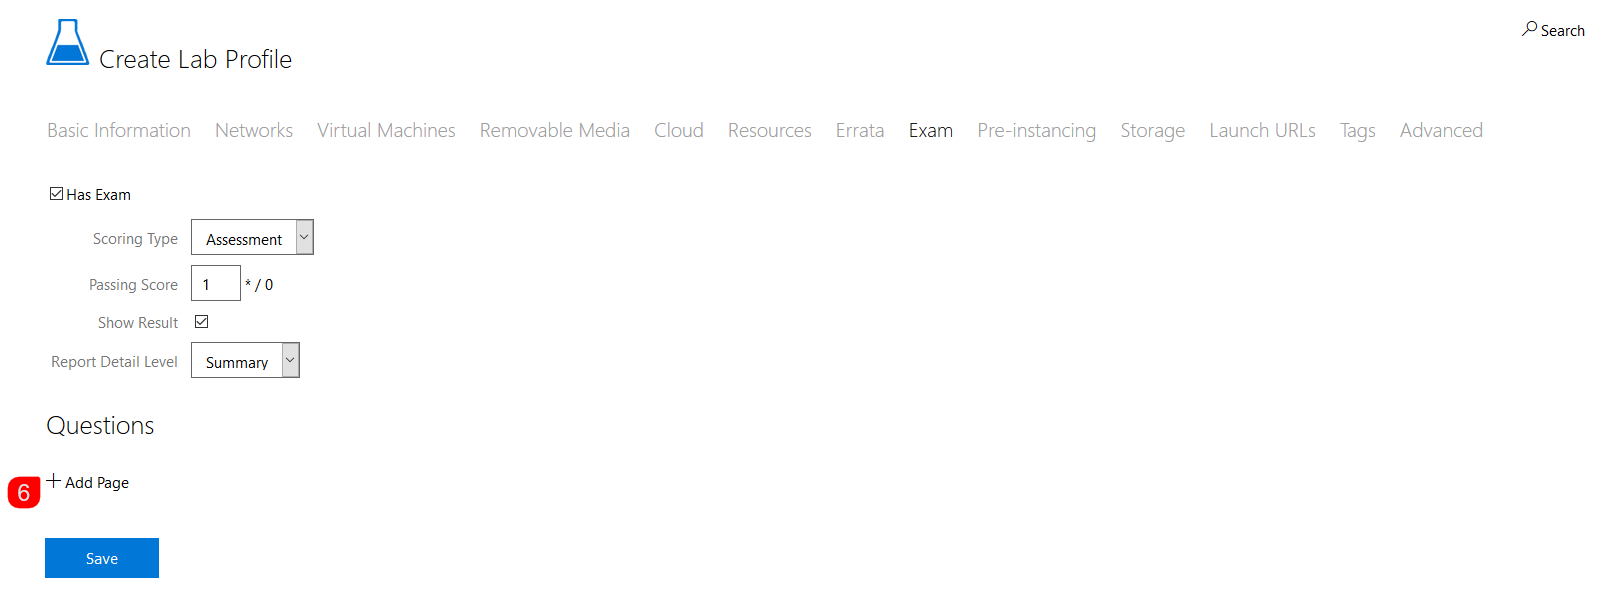 Search
Create Lab Profile
Basic Information Networks Virtual Machines Removable Media Cloud Resources Errata Exam Pre-instancing Storage Launch URLs Tags Advanced
Has Exam
Scoring Type Assessment
Passing Score 1 * / 0
Show Result
Report Detail Level Summary
Questions
6 + Add Page
Save